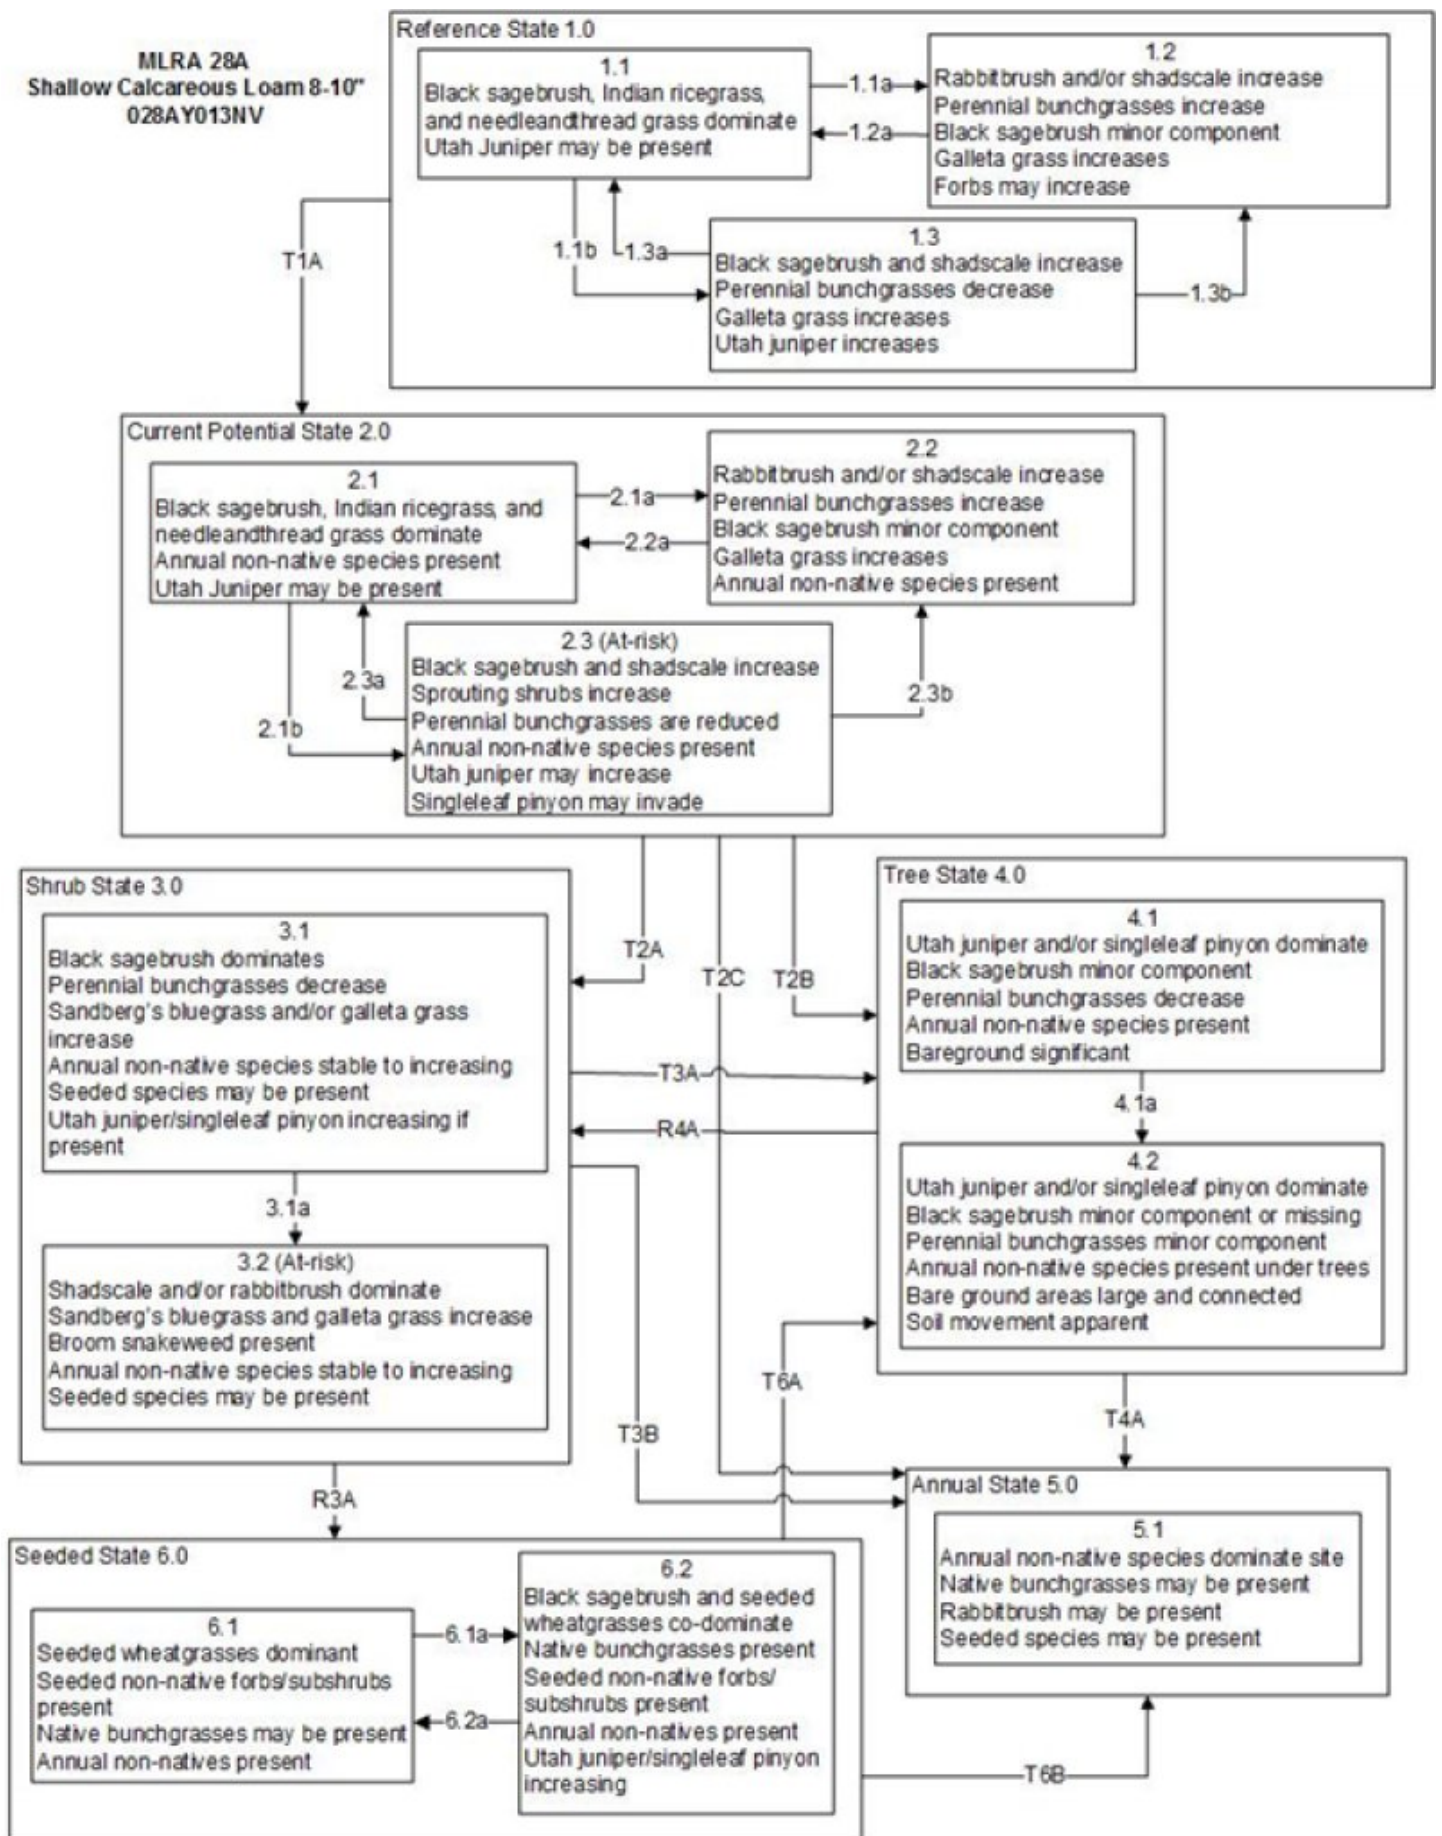 MLRA 28A
Shallow Calcareous Loam 8-10"
028AY013NV
Reference State 1.0
1.1
Black sagebrush, Indian ricegrass,
and needleandthread grass dominate
Utah Juniper may be present
1.1a
1.2a
1.2
Rabbitbrush and/or shadscale increase
Perennial bunchgrasses increase
Black sagebrush minor component
Galleta grass increases
Forbs may increase
1.1b
1.3a
1.3
Black sagebrush and shadscale increase
Perennial bunchgrasses decrease
Galleta grass increases
Utah juniper increases
1.3b
T1A
Current Potential State 2.0
2.1
Black sagebrush, Indian ricegrass, and
needleandthread grass dominate
Annual non-native species present
Utah Juniper may be present
2.1a
2.2a
2.2
Rabbitbrush and/or shadscale increase
Perennial bunchgrasses increase
Black sagebrush minor component
Galleta grass increases
Annual non-native species present
2.1b
2.3a
2.3 (At-risk)
Black sagebrush and shadscale increase
Sprouting shrubs increase
Perennial bunchgrasses are reduced
Annual non-native species present
Utah juniper may increase
Singleleaf pinyon may invade
2.3b
T2A
T2C
T2B
Shrub State 3.0
3.1
Black sagebrush dominates
Perennial bunchgrasses decrease
Sandberg's bluegrass and/or galleta grass
increase
Annual non-native species stable to increasing
Seeded species may be present
Utah juniper/singleleaf pinyon increasing if
present
3.1a
3.2 (At-risk)
Shadscale and/or rabbitbrush dominate
Sandberg's bluegrass and galleta grass increase
Broom snakeweed present
Annual non-native species stable to increasing
Seeded species may be present
T3A
R4A
T3B
R3A
Tree State 4.0
4.1
Utah juniper and/or singleleaf pinyon dominate
Black sagebrush minor component
Perennial bunchgrasses decrease
Annual non-native species present
Bareground significant
4.1a
4.2
Utah juniper and/or singleleaf pinyon dominate
Black sagebrush minor component or missing
Perennial bunchgrasses minor component
Annual non-native species present under trees
Bare ground areas large and connected
Soil movement apparent
T6A
T4A
Annual State 5.0
5.1
Annual non-native species dominate site
Native bunchgrasses may be present
Rabbitbrush may be present
Seeded species may be present
Seeded State 6.0
6.1
Seeded wheatgrasses dominant
Seeded non-native forbs/subshrubs
present
Native bunchgrasses may be present
Annual non-natives present
6.1a
6.2a
6.2
Black sagebrush and seeded
wheatgrasses co-dominate
Native bunchgrasses present
Seeded non-native forbs/
subshrubs present
Annual non-natives present
Utah juniper/singleleaf pinyon
increasing
T6B